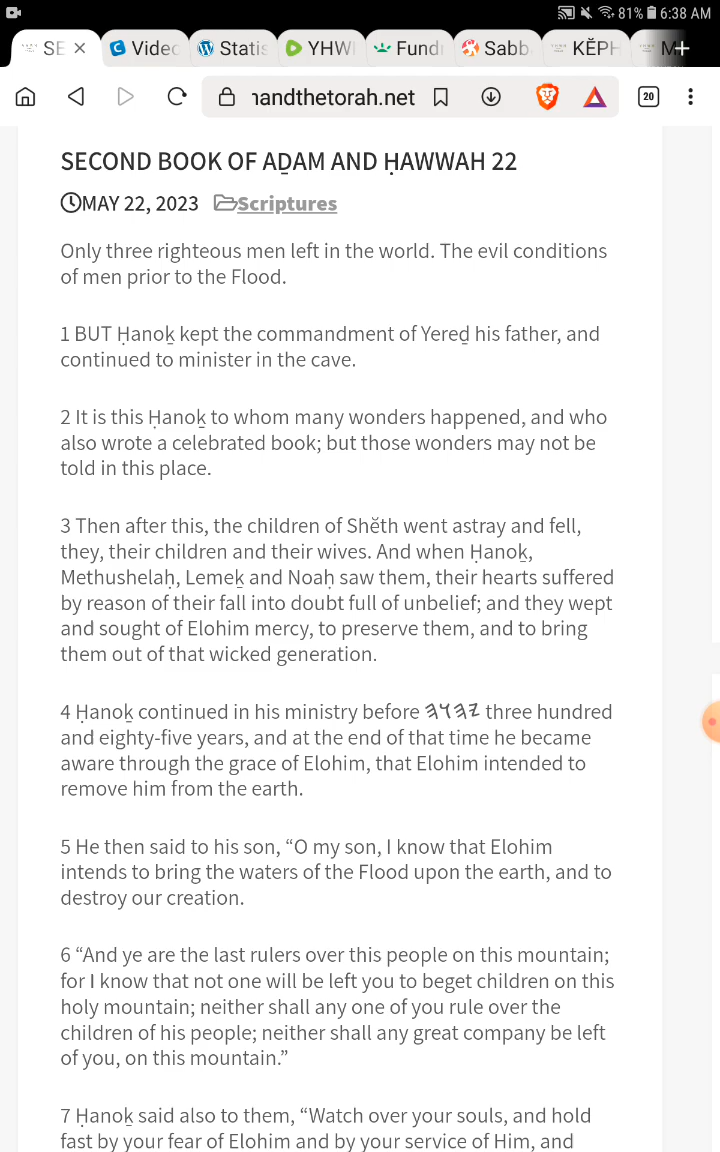 81% 6:38 AM
SE Videc Statis YHW Fundr Sabb KĔPH M
handthetorah.net 20
SECOND BOOK OF AḎAM AND ḤAWWAH 22
MAY 22, 2023 Scriptures
Only three righteous men left in the world. The evil conditions
of men prior to the Flood.
1 BUT Ḥanoḵ kept the commandment of Yereḏ his father, and
continued to minister in the cave.
2 It is this Ḥanoḵ to whom many wonders happened, and who
also wrote a celebrated book; but those wonders may not be
told in this place.
3 Then after this, the children of Shĕth went astray and fell,
they, their children and their wives. And when Ḥanoḵ,
Methushelaḥ, Lemeḵ and Noaḥ saw them, their hearts suffered
by reason of their fall into doubt full of unbelief; and they wept
and sought of Elohim mercy, to preserve them, and to bring
them out of that wicked generation.
4 Ḥanoḵ continued in his ministry before 𐤉𐤄𐤅𐤄 three hundred
and eighty-five years, and at the end of that time he became
aware through the grace of Elohim, that Elohim intended to
remove him from the earth.
5 He then said to his son, “O my son, I know that Elohim
intends to bring the waters of the Flood upon the earth, and to
destroy our creation.
6 “And ye are the last rulers over this people on this mountain;
for I know that not one will be left you to beget children on this
holy mountain; neither shall any one of you rule over the
children of his people; neither shall any great company be left
of you, on this mountain.”
7 Ḥanoḵ said also to them, “Watch over your souls, and hold
fast by your fear of Elohim and by your service of Him, and